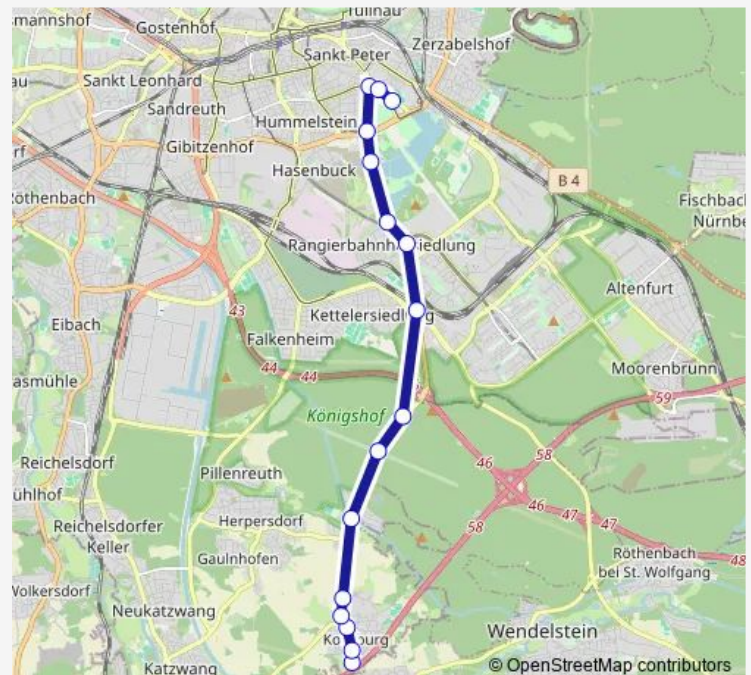 Gostenhof
Sankt Peter
Zerzabelshof
Sankt Leonhard
Sandreuth
Hummelstein
Gibitzenhof
Hasenbuck
B 4
Röthenbach
Fischbach
Rangierbahnh siedlung
Altenfurt
43
Kettelersiedlung
Eibach
Falkenheim
44
44
Moorenbrunn
59
Königshof
Reichelsdorf
Pillenreuth
46
58
46
47
47
Reichelsdorfer
Keller
Herpersdorf
58
48
Gaulnhofen
Röthenbach
bei St. Wolfgang
Neukatzwang
Wendelstein
Katzwang
© OpenStreetMap contributors